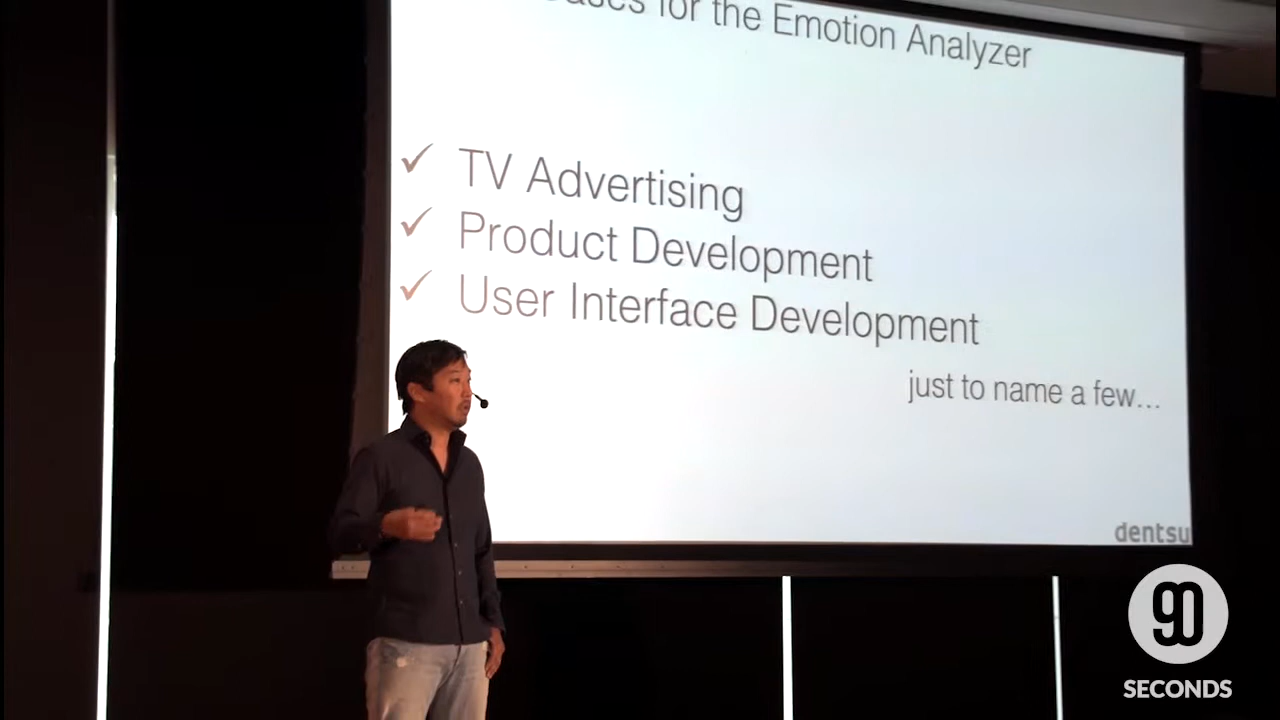 for the Emotion Analyzer
✓ TV Advertising
✓ Product Development
✓ User Interface Development
just to name a few...
dentsu
90
SECONDS